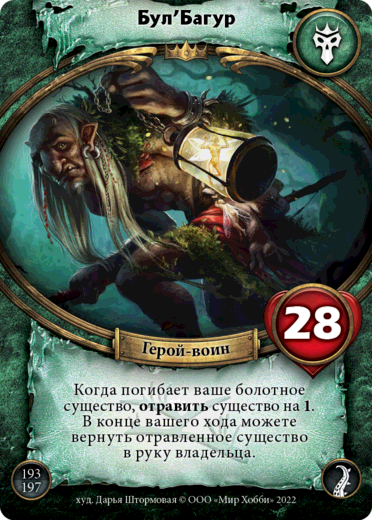 Бул’Багур
28
Герой-воин
Когда погибает ваше болотное
существо, отравить существо на 1.
В конце вашего хода можете
вернуть отравленное существо
в руку владельца.
193
197
худ. Дарья Штормовая © ООО «Мир Хобби» 2022